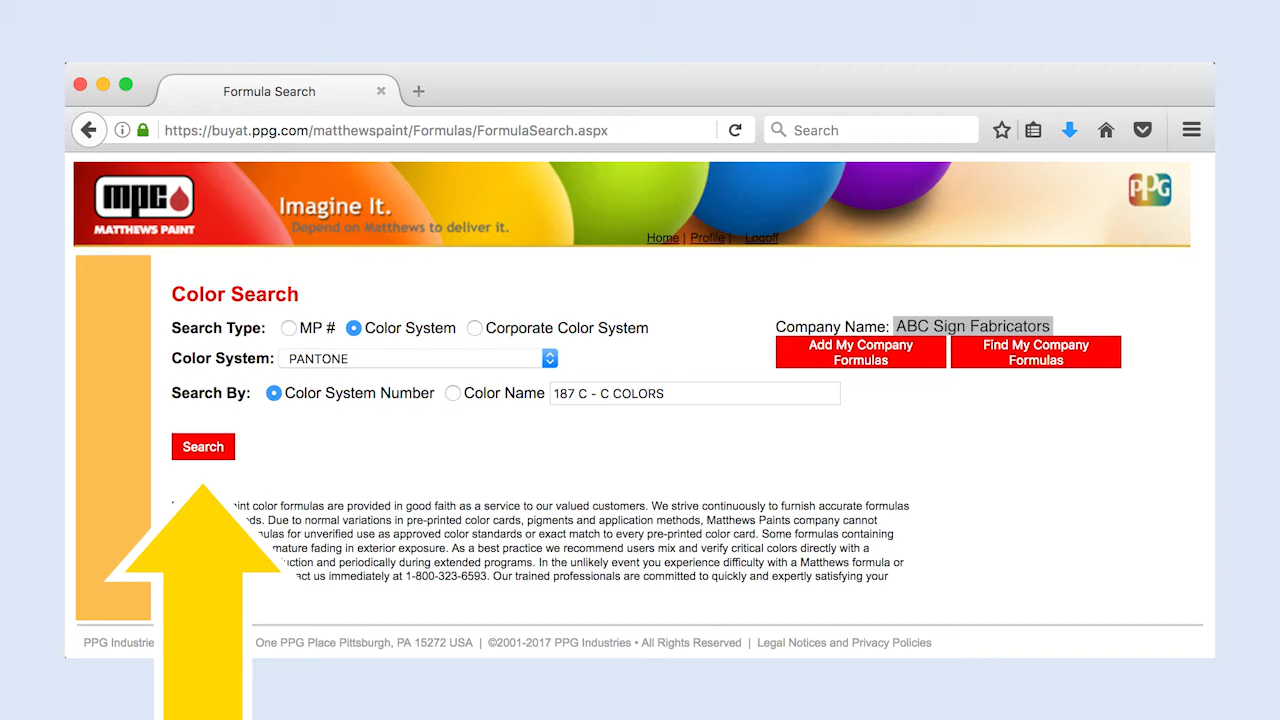 Formula Search
https://buyat.ppg.com/matthewspaint/Formulas/FormulaSearch.aspx
Search
mpc
MATTHEWS PAINT
Imagine It.
Depend on Matthews to deliver it.
PPG
Home | Profile | Logoff
Color Search
Search Type: MP # Color System Corporate Color System
Company Name: ABC Sign Fabricators
Add My Company Formulas
Find My Company Formulas
Color System: PANTONE
Search By: Color System Number Color Name 187 C - C COLORS
Search
color formulas are provided in good faith as a service to our valued customers. We strive continuously to furnish accurate formulas
Due to normal variations in pre-printed color cards, pigments and application methods, Matthews Paints company cannot
for unverified use as approved color standards or exact match to every pre-printed color card. Some formulas containing
fading in exterior exposure. As a best practice we recommend users mix and verify critical colors directly with a
and periodically during extended programs. In the unlikely event you experience difficulty with a Matthews formula or
us immediately at 1-800-323-6593. Our trained professionals are committed to quickly and expertly satisfying your
PPG Industrie One PPG Place Pittsburgh, PA 15272 USA | ©2001-2017 PPG Industries • All Rights Reserved | Legal Notices and Privacy Policies